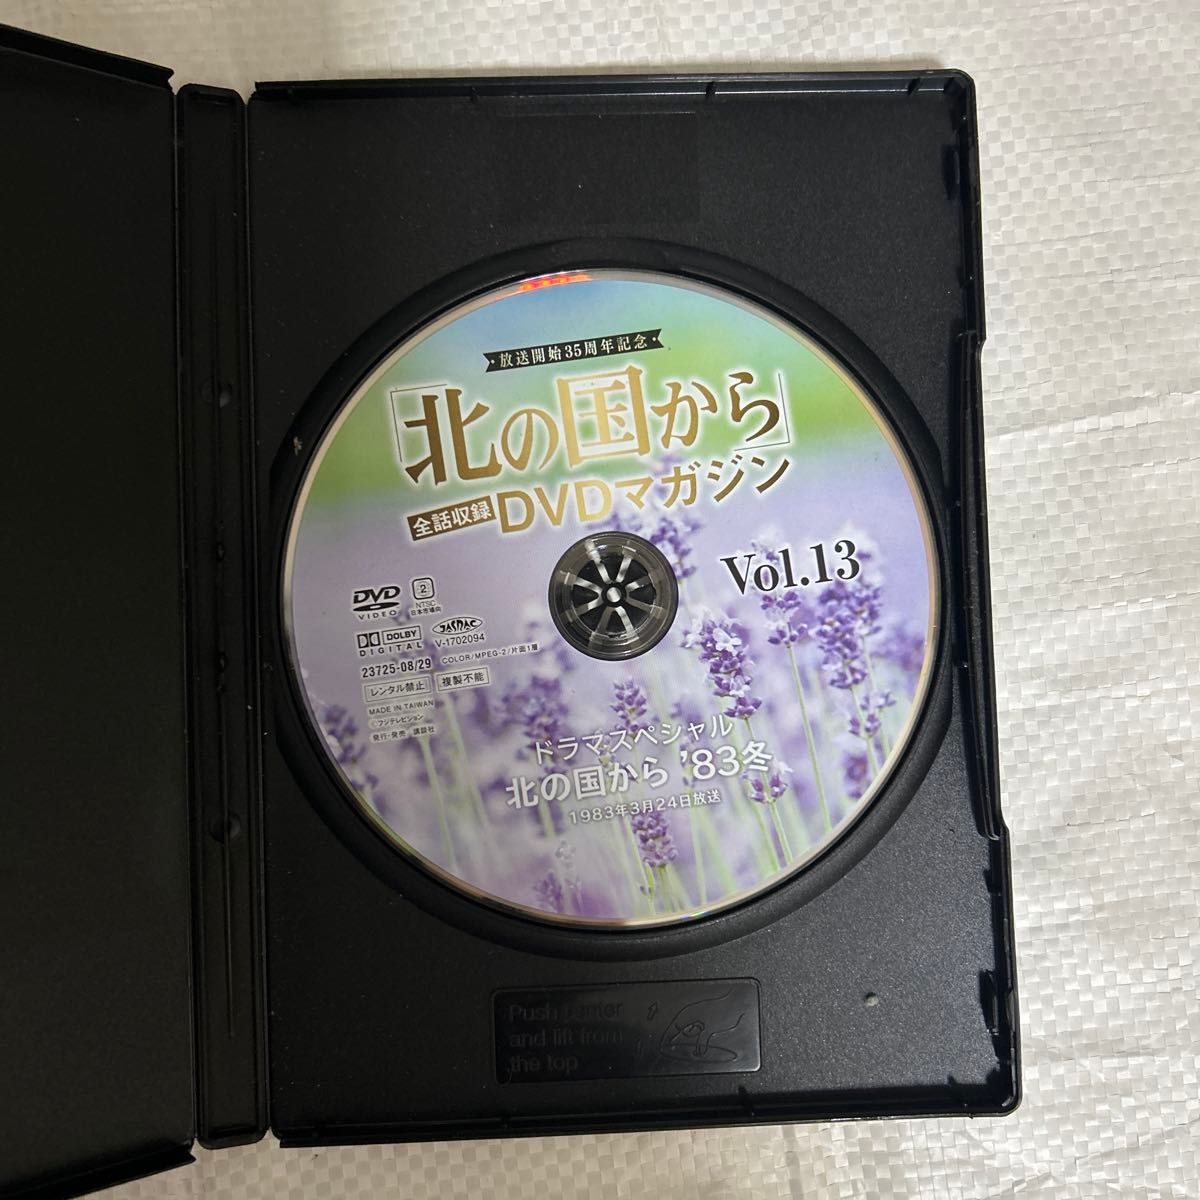 ・放送開始35周年記念・
「北の国から」
全話収録 DVDマガジン
Vol.13
DVD
VIDEO
2
NTSC
日本市場向
DOLBY
DIGITAL
JASRAC
V-1702094
23725-08/29
COLOR/MPEG-2/片面1層
レンタル禁止
複製不能
MADE IN TAIWAN
©フジテレビジョン
発行・発売 講談社
ドラマスペシャル
北の国から ’83冬
1983年3月24日放送
Push center
and lift from
the top